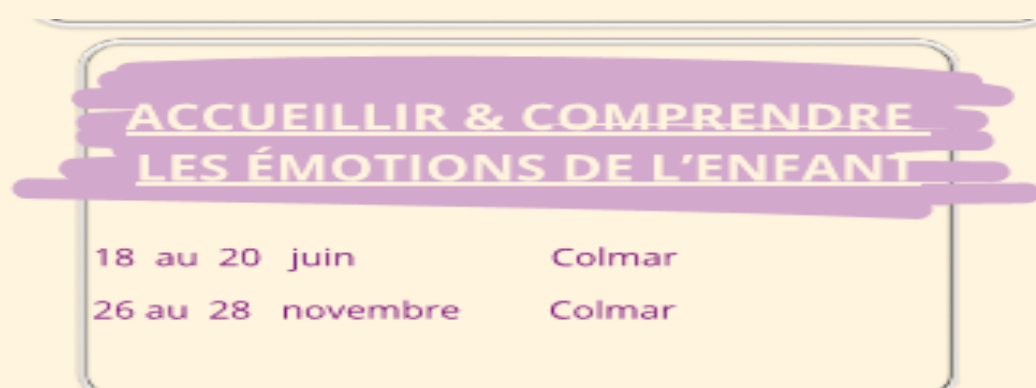 ACCUEILLIR & COMPRENDRE
LES ÉMOTIONS DE L’ENFANT
18 au 20 juin Colmar
26 au 28 novembre Colmar